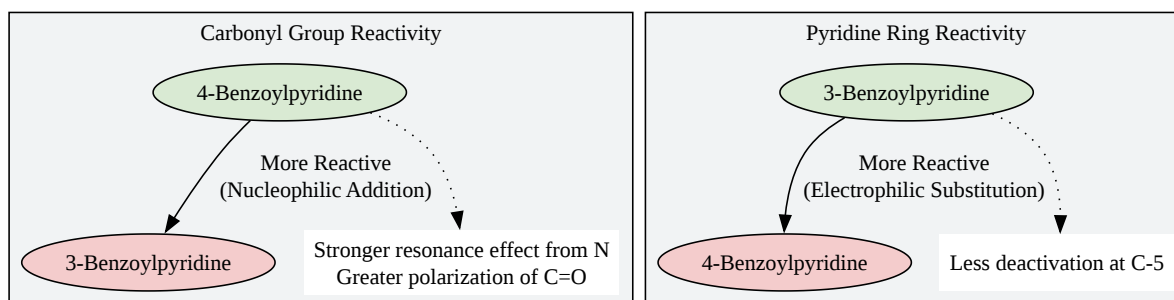 Carbonyl Group Reactivity
4-Benzoylpyridine
More Reactive
(Nucleophilic Addition)
3-Benzoylpyridine
Stronger resonance effect from N
Greater polarization of C=O
Pyridine Ring Reactivity
3-Benzoylpyridine
More Reactive
(Electrophilic Substitution)
4-Benzoylpyridine
Less deactivation at C-5